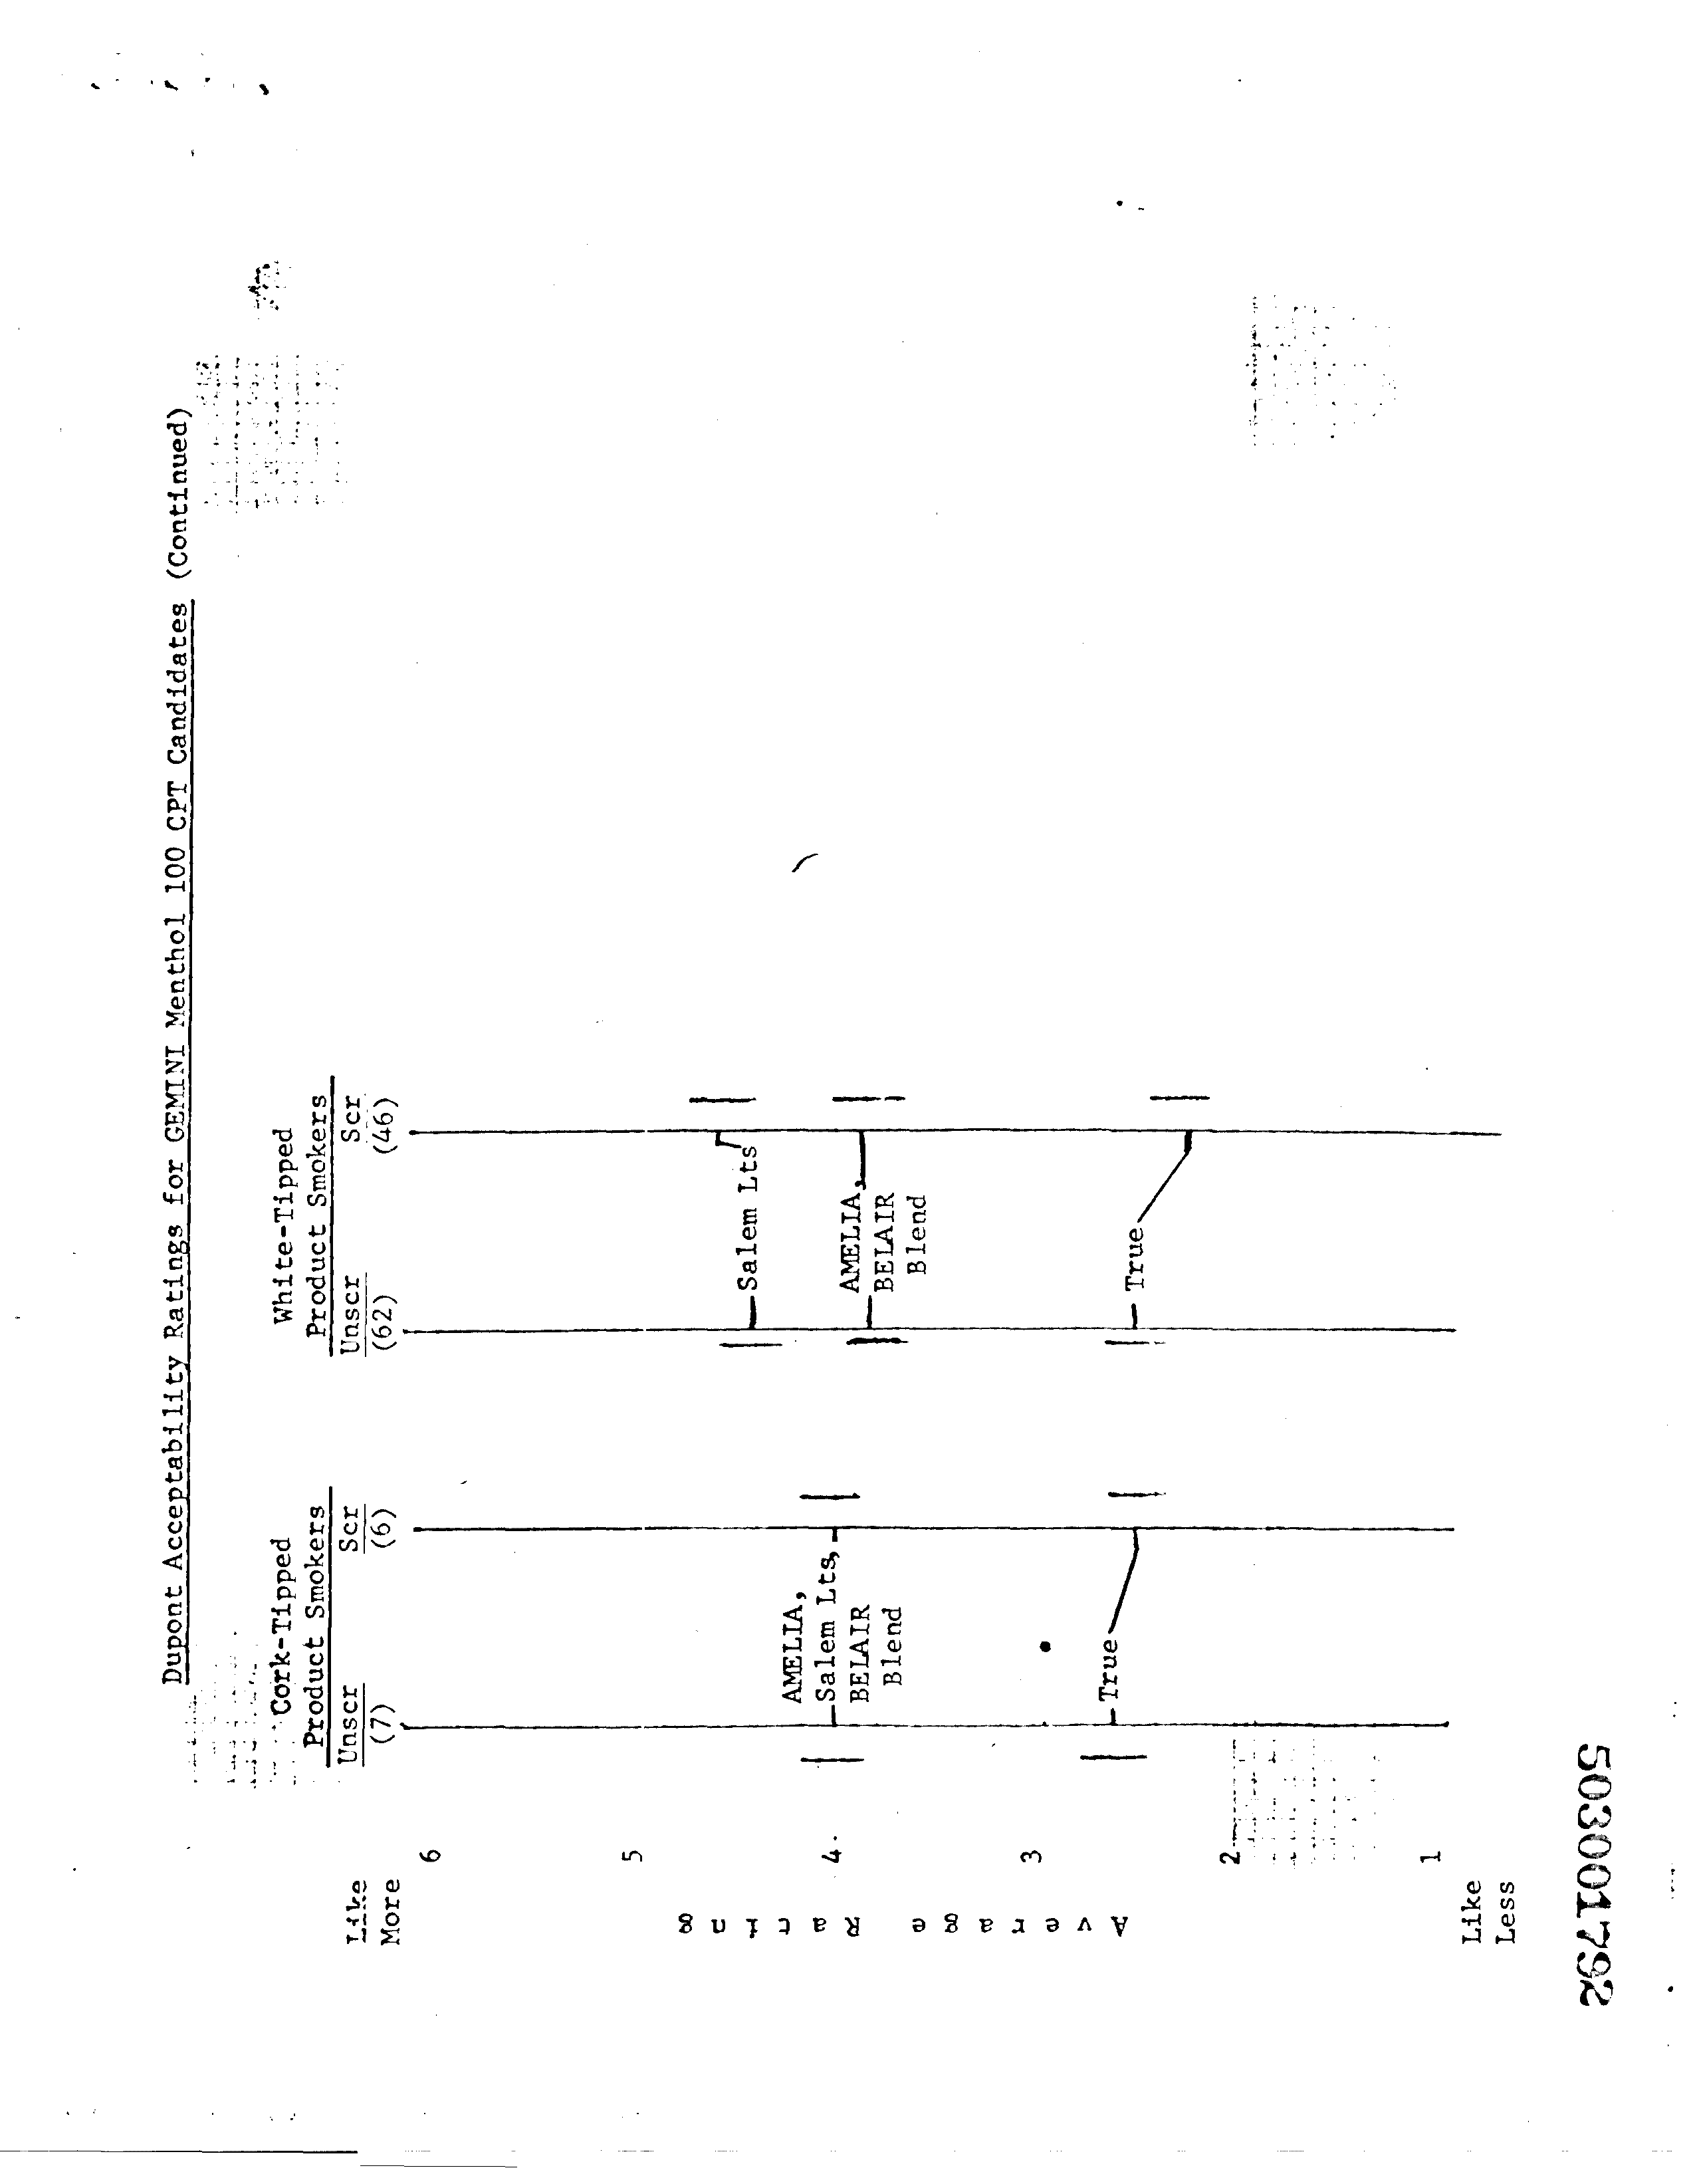 Dupont Acceptability Ratings for GEMINI Menthol 100 CPT Candidates (Continued)
Cork-Tipped
Product Smokers
Unscr Scr
(7) (6)
White-Tipped
Product Smokers
Unscr Scr
(62) (46)
Like
More
6
5
4
3
2
1
Average Rating
Like
Less
AMELIA,
Salem Lts,
BELAIR
Blend
True
Salem Lts
AMELIA,
BELAIR
Blend
True
503001792